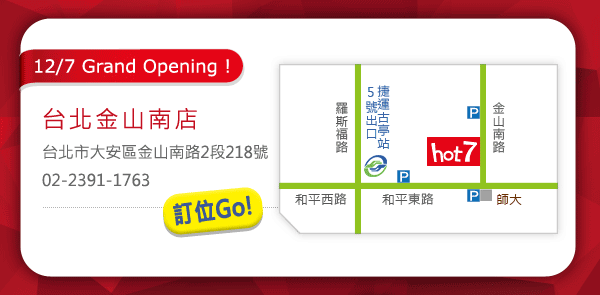 12/7 Grand Opening !
台北金山南店
台北市大安區金山南路2段218號
02-2391-1763
訂位Go!
羅斯福路
捷運古亭站
5號出口
P
金山南路
hot7
P
和平西路
和平東路
P
師大